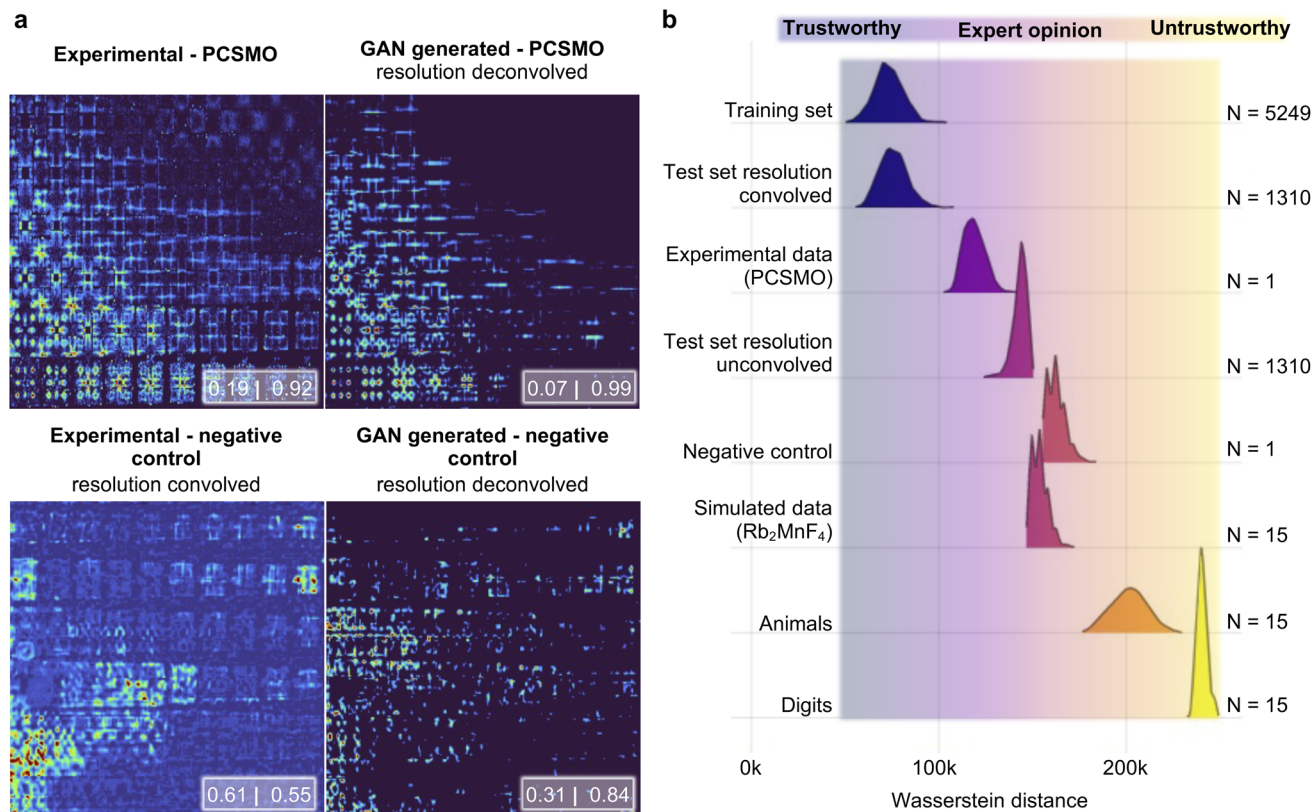 a
Experimental - PCSMO
GAN generated - PCSMO
resolution deconvolved
0.19 | 0.92
0.07 | 0.99
Experimental - negative
control
resolution convolved
GAN generated - negative
control
resolution deconvolved
0.61 | 0.55
0.31 | 0.84
b
Trustworthy
Expert opinion
Untrustworthy
Training set
N = 5249
Test set resolution
convolved
N = 1310
Experimental data
(PCSMO)
N = 1
Test set resolution
unconvolved
N = 1310
Negative control
N = 1
Simulated data
(Rb₂MnF₄)
N = 15
Animals
N = 15
Digits
N = 15
0k
100k
200k
Wasserstein distance